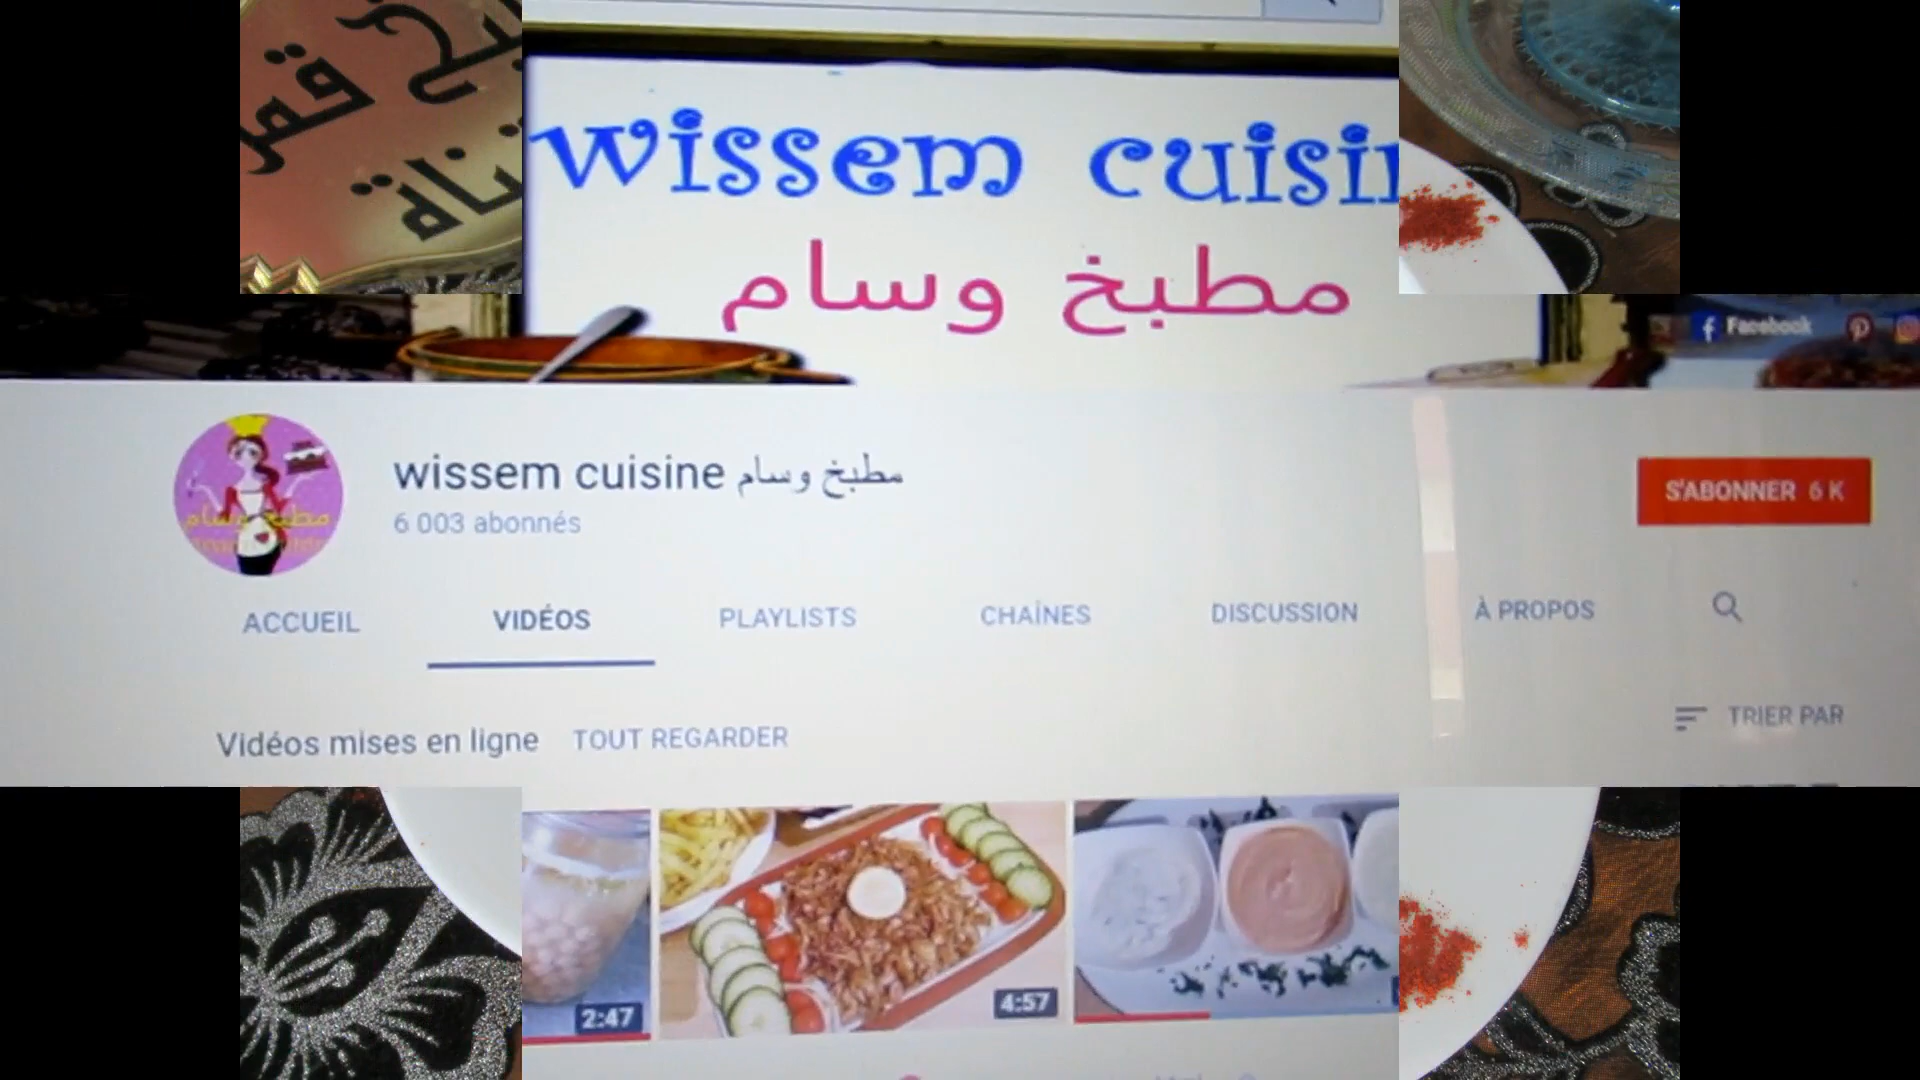 wissem cuisin
مطبخ وسام
Facebook
wissem cuisine مطبخ وسام
6 003 abonnés
S'ABONNER 6 K
ACCUEIL
VIDÉOS
PLAYLISTS
CHAÎNES
DISCUSSION
À PROPOS
Vidéos mises en ligne
TOUT REGARDER
TRIER PAR
2:47
4:57